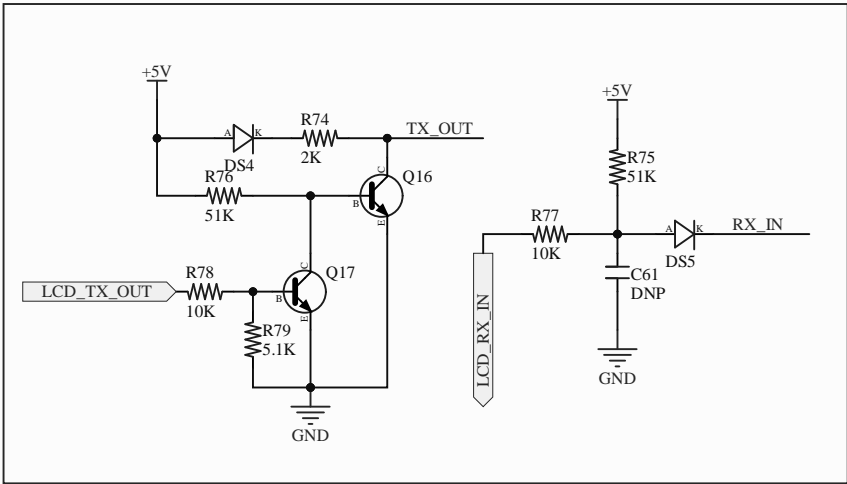 +5V
A
K
DS4
R74
2K
TX_OUT
R76
51K
C
B
E
Q16
LCD_TX_OUT
R78
10K
C
B
E
Q17
R79
5.1K
GND
+5V
R75
51K
R77
10K
A
K
DS5
RX_IN
C61
DNP
LCD_RX_IN
GND